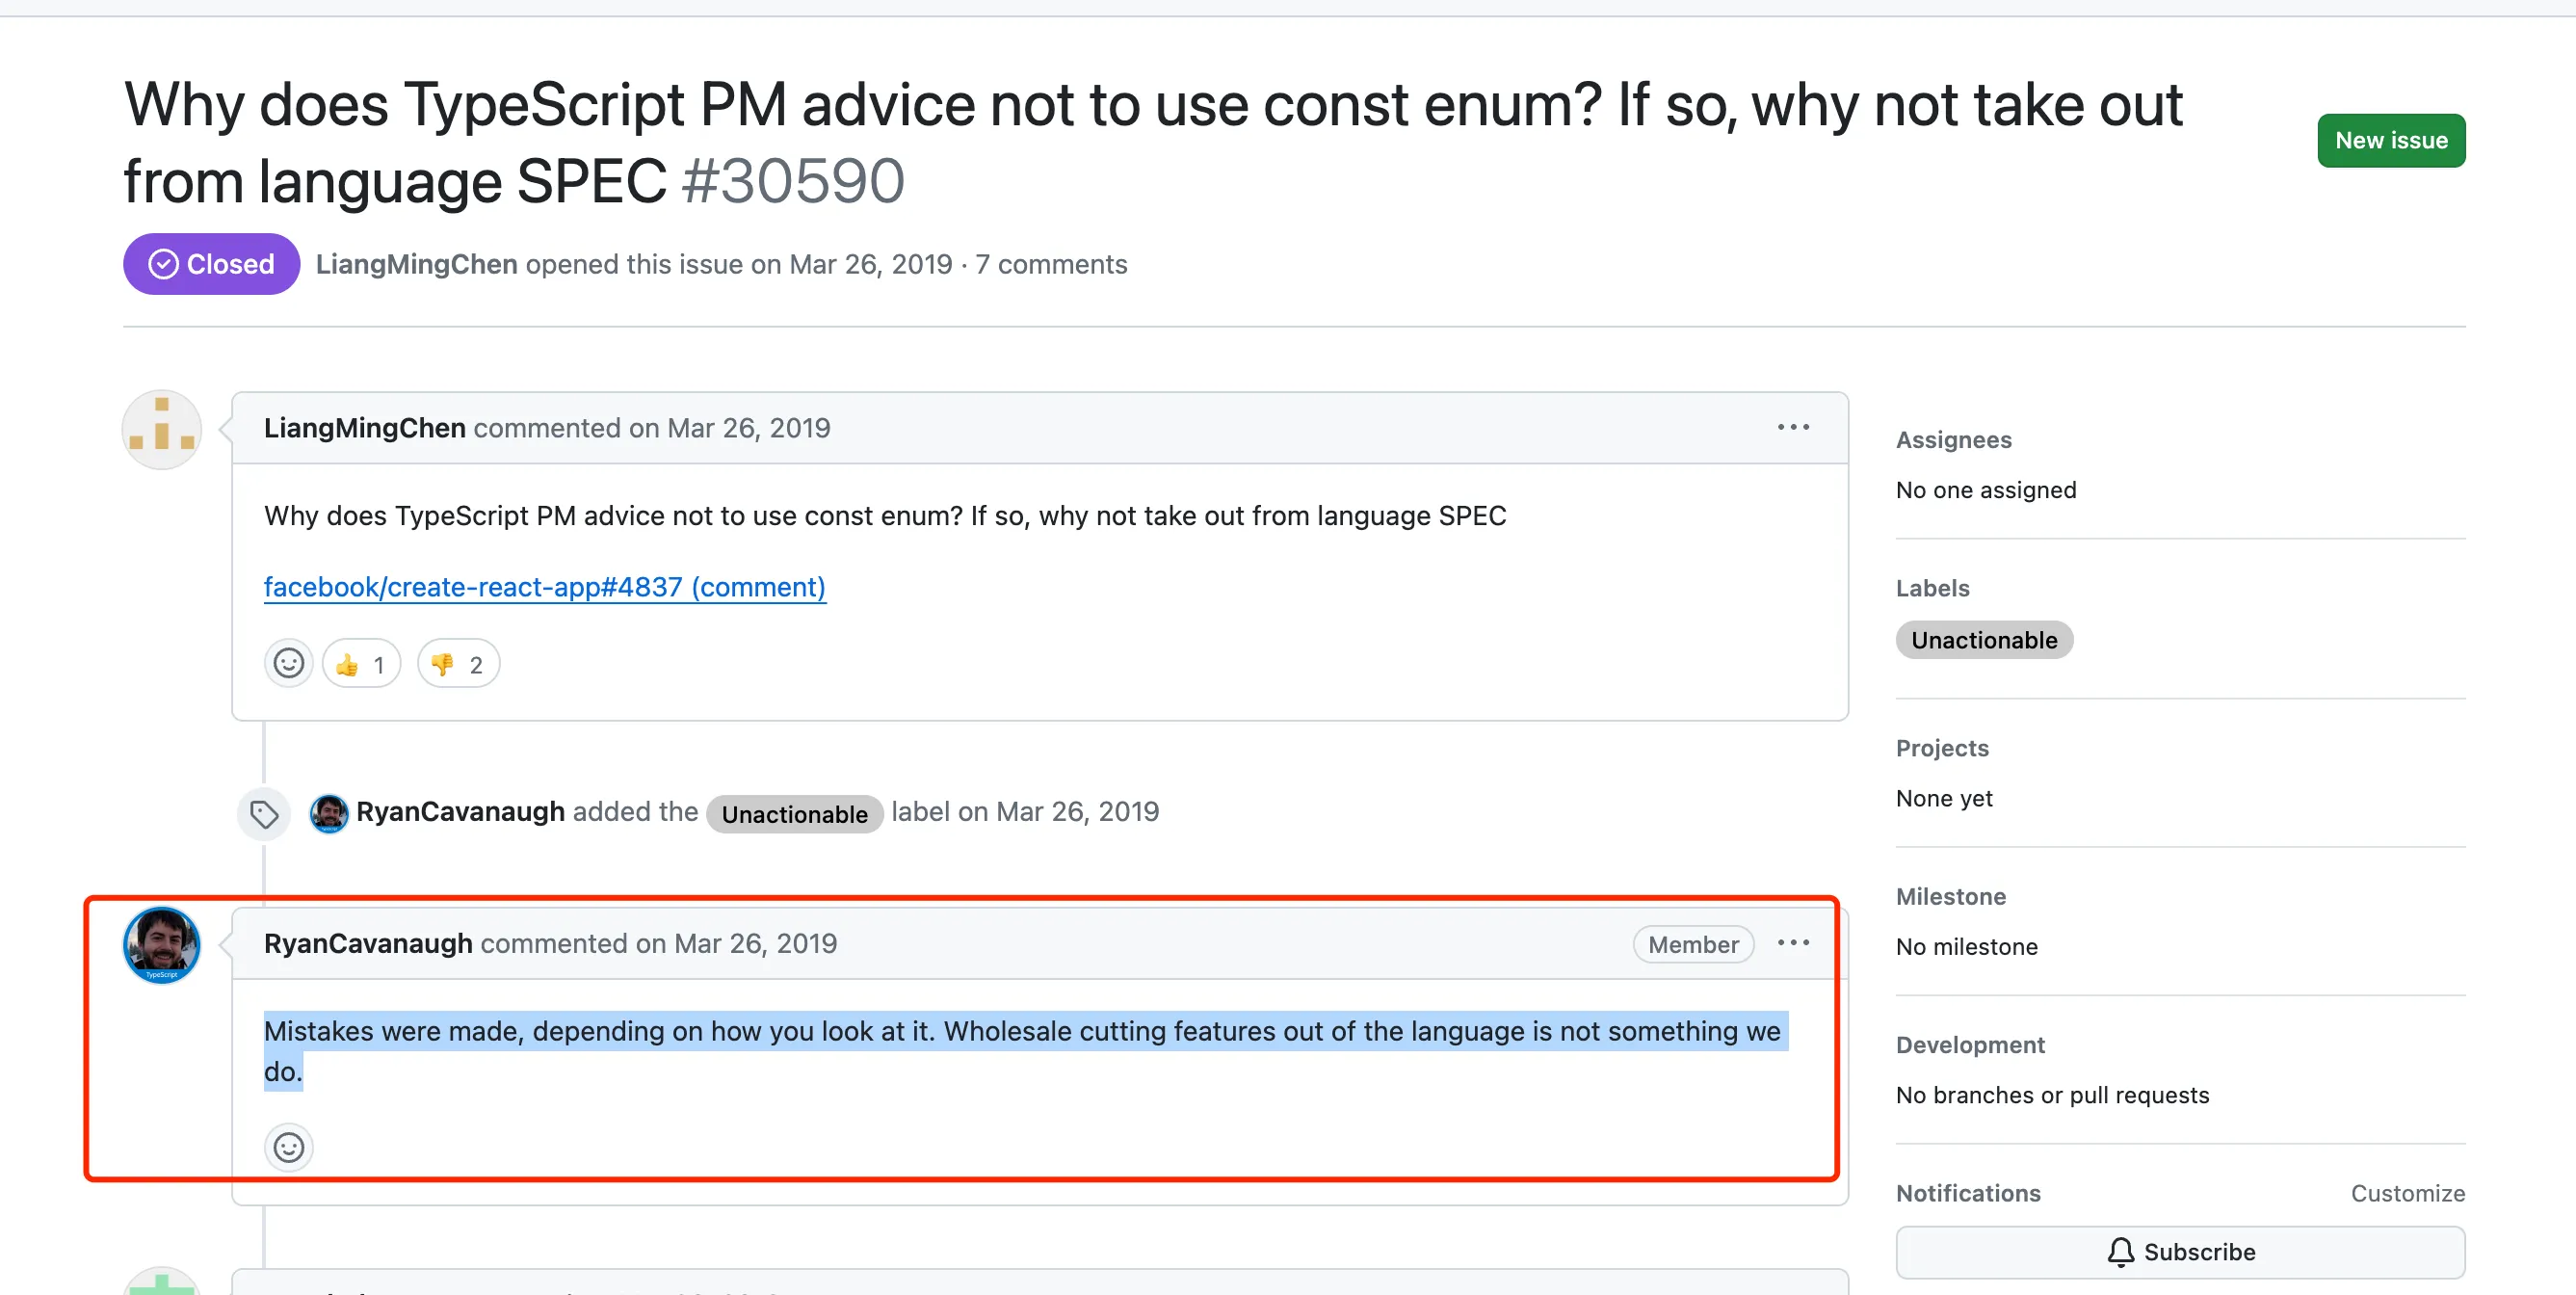 Why does TypeScript PM advice not to use const enum? If so, why not take out
from language SPEC #30590
New issue
Closed
LiangMingChen opened this issue on Mar 26, 2019 · 7 comments
LiangMingChen commented on Mar 26, 2019
Why does TypeScript PM advice not to use const enum? If so, why not take out from language SPEC
facebook/create-react-app#4837 (comment)
1
2
RyanCavanaugh added the Unactionable label on Mar 26, 2019
RyanCavanaugh commented on Mar 26, 2019
Member
TypeScript
Mistakes were made, depending on how you look at it. Wholesale cutting features out of the language is not something we
do.
Assignees
No one assigned
Labels
Unactionable
Projects
None yet
Milestone
No milestone
Development
No branches or pull requests
Notifications
Customize
Subscribe